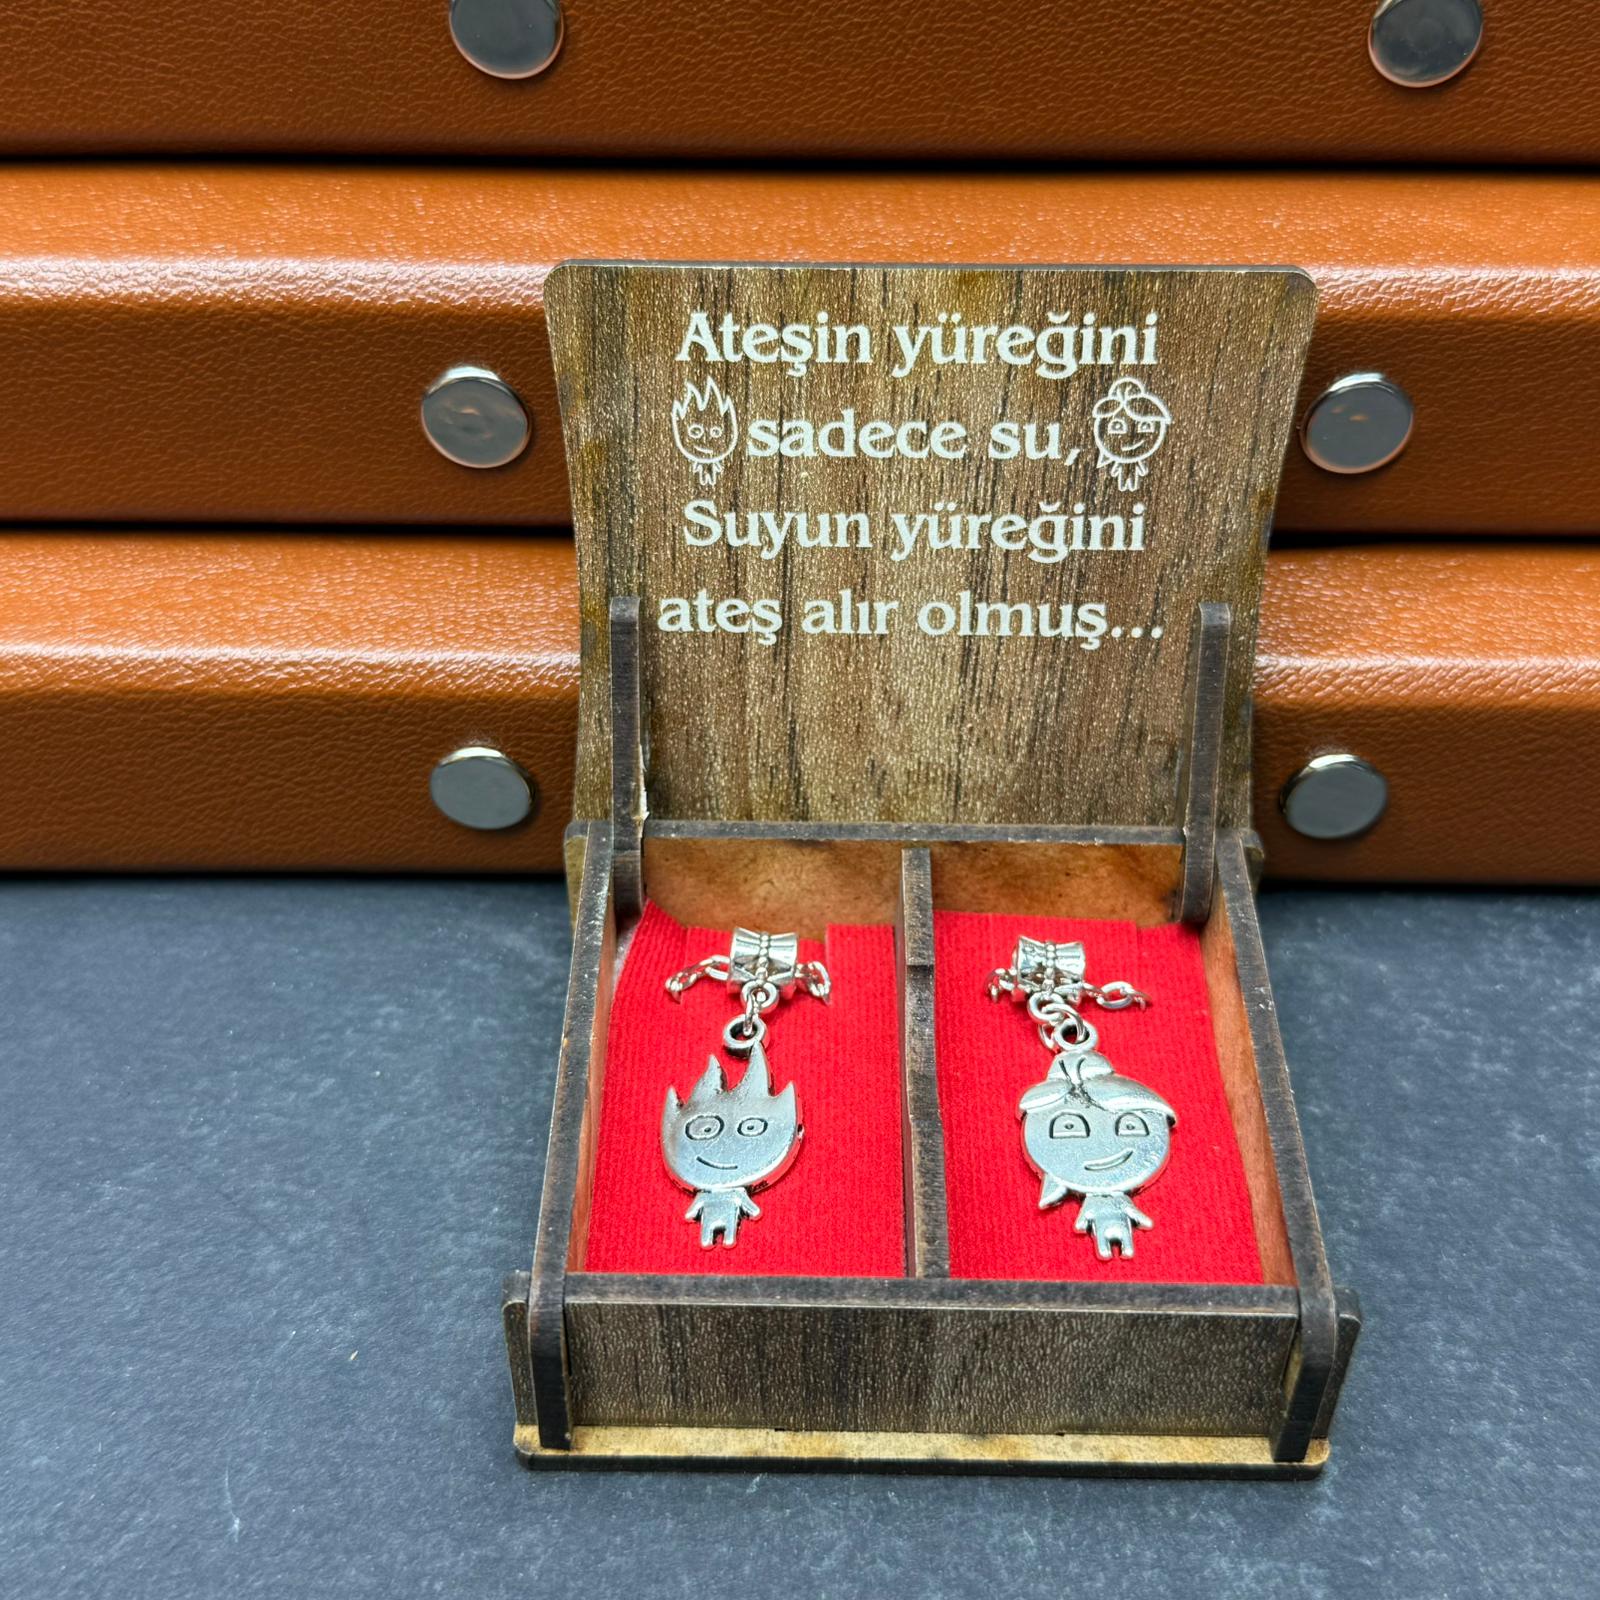 Ateşin yüreğini
sadece su,
Suyun yüreğini
ateş alır olmuş...